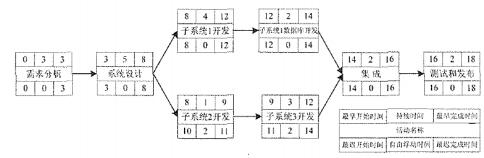 8 4 12
子系统1开发
8 0 12
12 2 14
子系统1数据库开发
12 0 14
0 3 3
需求分析
0 0 3
3 5 8
系统设计
3 0 8
14 2 16
集成
14 0 16
16 2 18
测试和发布
16 0 18
8 1 9
子系统2开发
10 2 11
9 3 12
子系统3开发
11 2 14
最早开始时间 持续时间 最早完成时间
活动名称
最迟开始时间 自由浮动时间 最迟完成时间